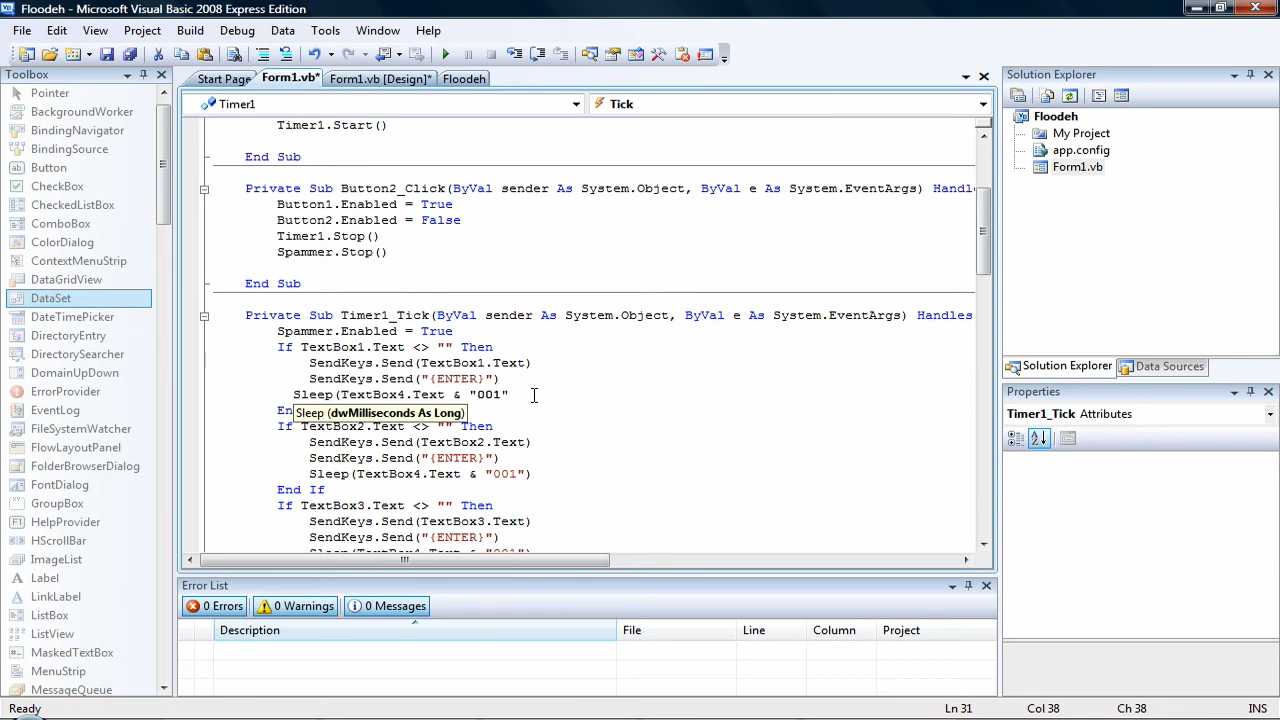 Floodeh - Microsoft Visual Basic 2008 Express Edition
File Edit View Project Build Debug Data Tools Window Help
Toolbox
Pointer
BackgroundWorker
BindingNavigator
BindingSource
Button
CheckBox
CheckedListBox
ComboBox
ColorDialog
ContextMenuStrip
DataGridView
DataSet
DateTimePicker
DirectoryEntry
DirectorySearcher
DomainUpDown
ErrorProvider
EventLog
FileSystemWatcher
FlowLayoutPanel
FolderBrowserDialog
FontDialog
GroupBox
HelpProvider
HScrollBar
ImageList
Label
LinkLabel
ListBox
ListView
MaskedTextBox
MenuStrip
MessageQueue
Start Page Form1.vb* Form1.vb [Design]* Floodeh
Timer1 Tick
Timer1.Start()
End Sub
Private Sub Button2_Click(ByVal sender As System.Object, ByVal e As System.EventArgs) Handles
Button1.Enabled = True
Button2.Enabled = False
Timer1.Stop()
Spammer.Stop()
End Sub
Private Sub Timer1_Tick(ByVal sender As System.Object, ByVal e As System.EventArgs) Handles
Spammer.Enabled = True
If TextBox1.Text <> "" Then
SendKeys.Send(TextBox1.Text)
SendKeys.Send("{ENTER}")
Sleep(TextBox4.Text & "001"
En
Sleep (dwMilliseconds As Long)
If TextBox2.Text <> "" Then
SendKeys.Send(TextBox2.Text)
SendKeys.Send("{ENTER}")
Sleep(TextBox4.Text & "001")
End If
If TextBox3.Text <> "" Then
SendKeys.Send(TextBox3.Text)
SendKeys.Send("{ENTER}")
Sleep(TextBox4.Text & "001")
Error List
0 Errors 0 Warnings 0 Messages
Description File Line Column Project
Solution Explorer
Floodeh
My Project
app.config
Form1.vb
Solution Explorer Data Sources
Properties
Timer1_Tick Attributes
Ready Ln 31 Col 38 Ch 38 INS